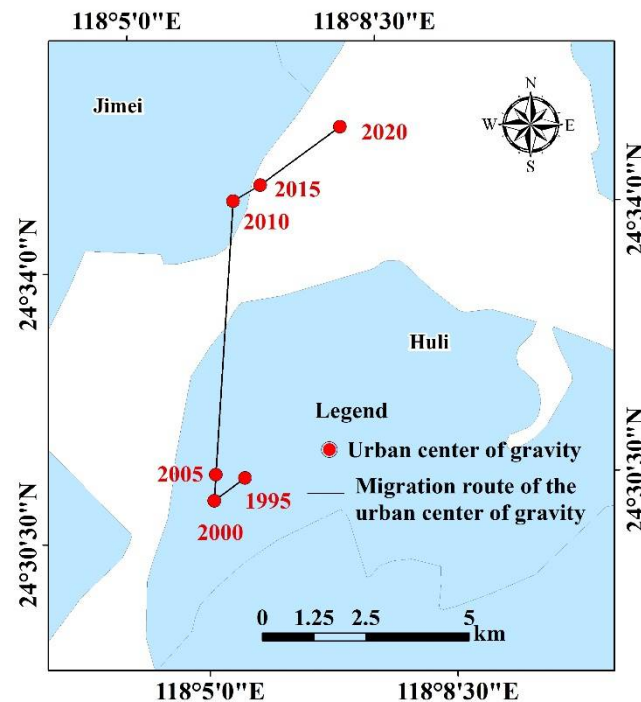 118°5'0"E
118°8'30"E
Jimei
N
W
E
S
2020
2015
2010
24°34'0"N
24°34'0"N
Huli
Legend
Urban center of gravity
Migration route of the
urban center of gravity
2005
1995
2000
24°30'30"N
24°30'30"N
0 1.25 2.5 5
km
118°5'0"E
118°8'30"E